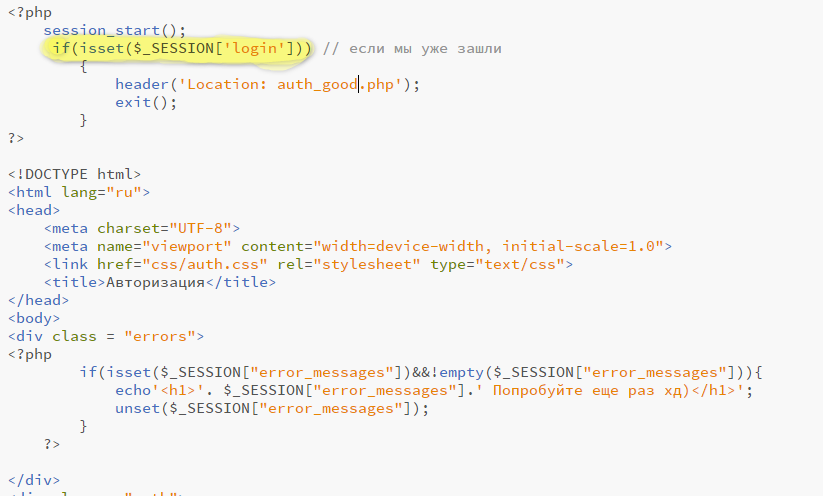 <?php
session_start();
if(isset($_SESSION['login'])) // если мы уже зашли
{
header('Location: auth_good.php');
exit();
}
?>
<!DOCTYPE html>
<html lang="ru">
<head>
<meta charset="UTF-8">
<meta name="viewport" content="width=device-width, initial-scale=1.0">
<link href="css/auth.css" rel="stylesheet" type="text/css">
<title>Авторизация</title>
</head>
<body>
<div class = "errors">
<?php
if(isset($_SESSION["error_messages"])&&!empty($_SESSION["error_messages"])){
echo'<h1>'. $_SESSION["error_messages"].' Попробуйте еще раз хд)</h1>';
unset($_SESSION["error_messages"]);
}
?>
</div>